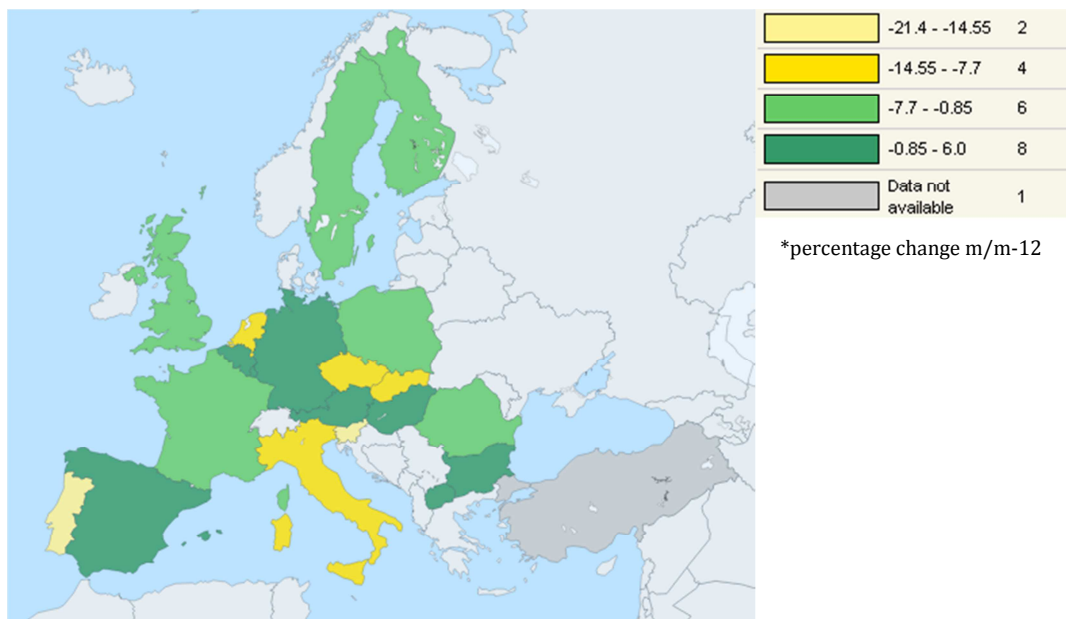 -21.4 - -14.55 2
-14.55 - -7.7 4
-7.7 - -0.85 6
-0.85 - 6.0 8
Data not
available 1
*percentage change m/m-12